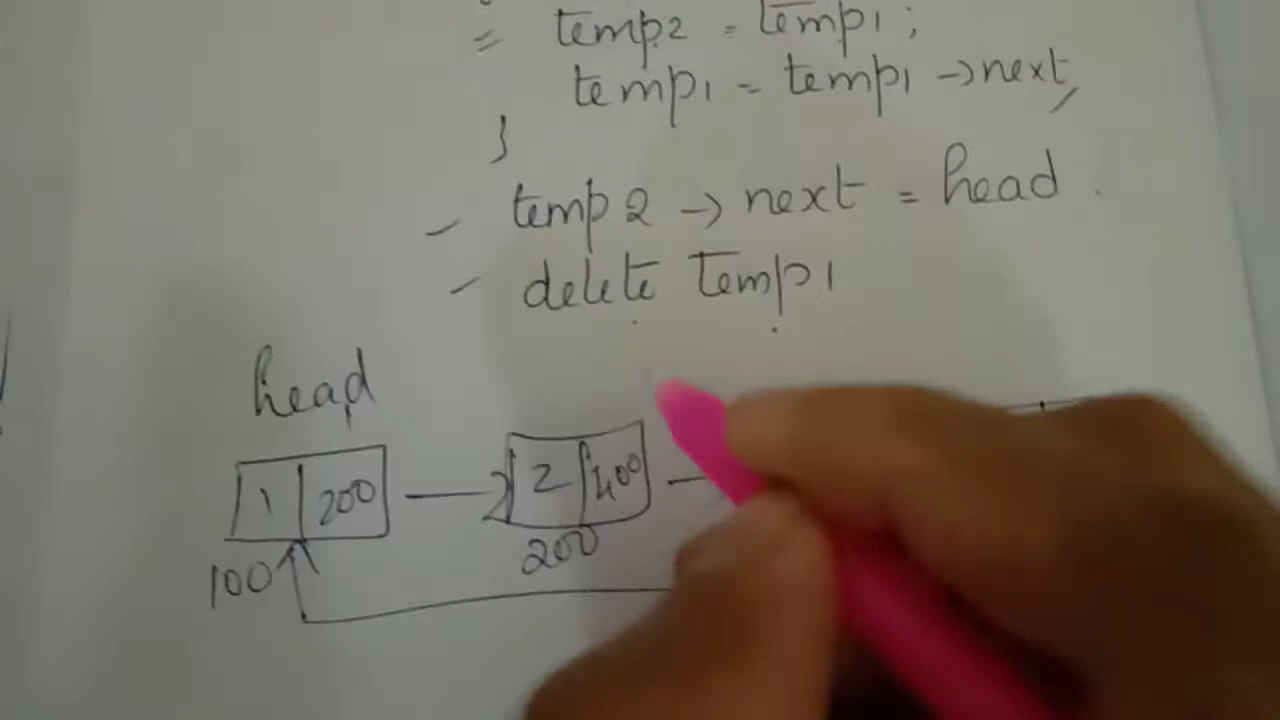 = temp2 = temp1;
temp1 = temp1 → next;
}
- temp2 → next = head.
- delete temp1
head
1 200 2 400
100 200